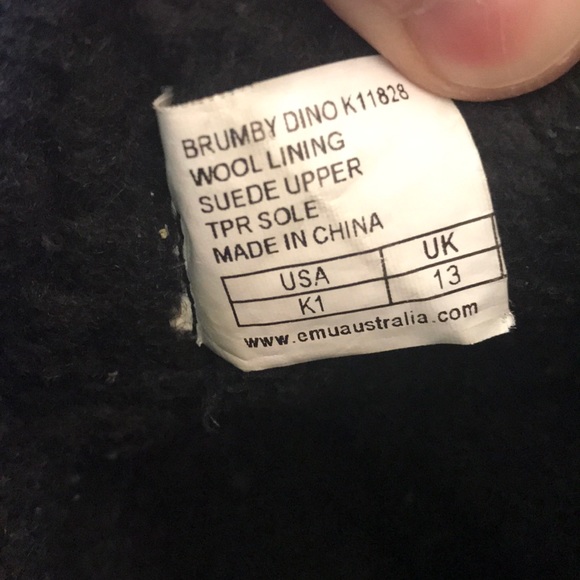 BRUMBY DINO K11828
WOOL LINING
SUEDE UPPER
TPR SOLE
MADE IN CHINA
USA UK
K1 13
www.emuaustralia.com